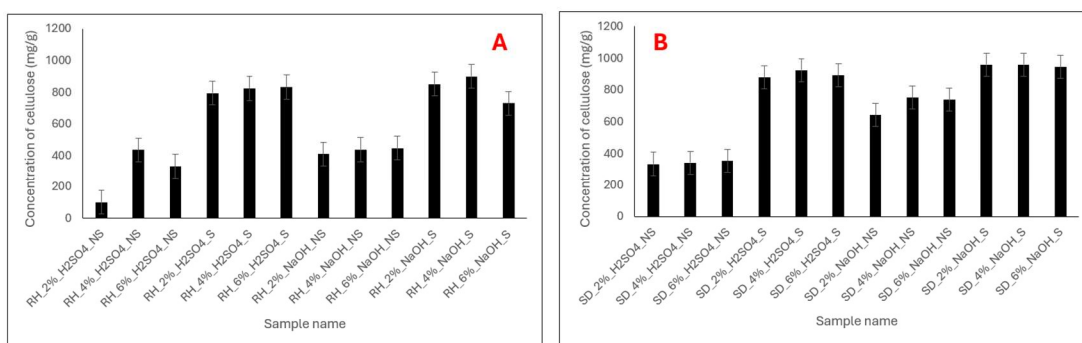 A
Concentration of cellulose (mg/g)
1200
1000
800
600
400
200
0
RH_2%_H2SO4_NS
RH_4%_H2SO4_NS
RH_6%_H2SO4_NS
RH_2%_H2SO4_S
RH_4%_H2SO4_S
RH_6%_H2SO4_S
RH_2%_NaOH_NS
RH_4%_NaOH_NS
RH_6%_NaOH_NS
RH_2%_NaOH_S
RH_4%_NaOH_S
RH_6%_NaOH_S
Sample name
B
Concentration of cellulose (mg/g)
1200
1000
800
600
400
200
0
SD_2%_H2SO4_NS
SD_4%_H2SO4_NS
SD_6%_H2SO4_NS
SD_2%_H2SO4_S
SD_4%_H2SO4_S
SD_6%_H2SO4_S
SD_2%_NaOH_NS
SD_4%_NaOH_NS
SD_6%_NaOH_NS
SD_2%_NaOH_S
SD_4%_NaOH_S
SD_6%_NaOH_S
Sample name